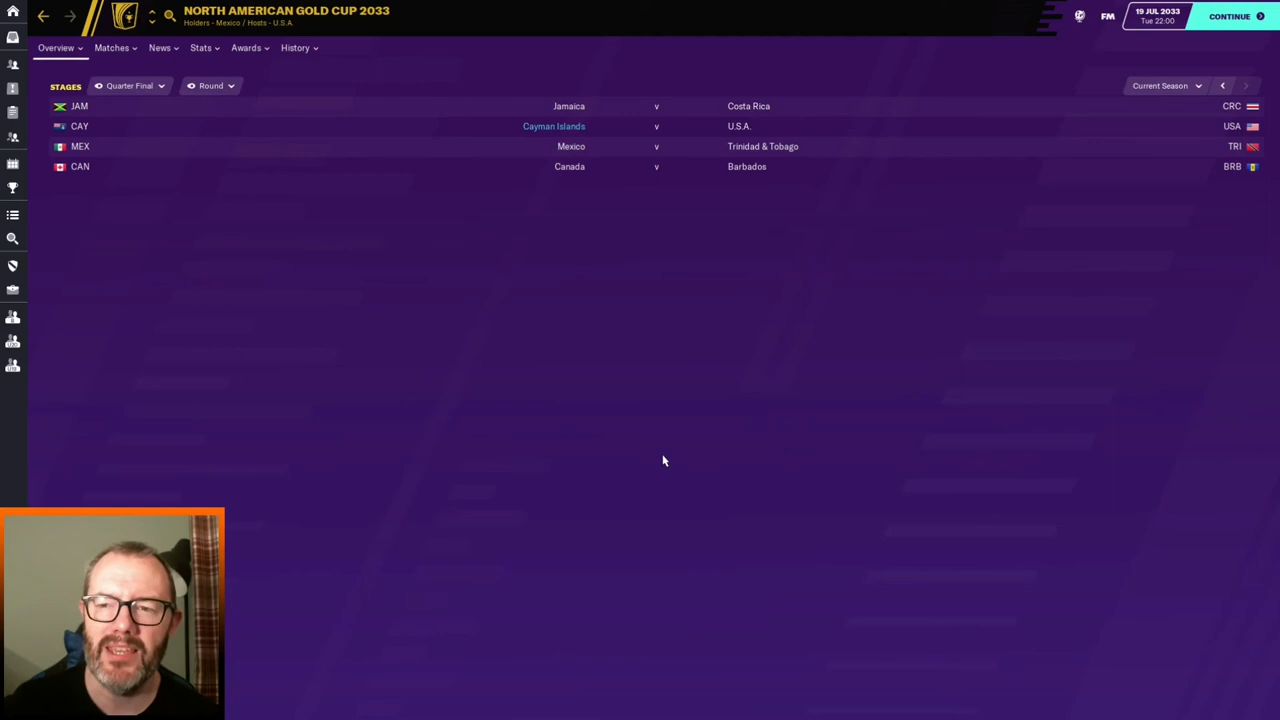 NORTH AMERICAN GOLD CUP 2033
Holders - Mexico / Hosts - U.S.A.
FM
19 JUL 2033
Tue 22:00
CONTINUE
Overview Matches News Stats Awards History
STAGES Quarter Final Round Current Season
JAM Jamaica v Costa Rica CRC
CAY Cayman Islands v U.S.A. USA
MEX Mexico v Trinidad & Tobago TRI
CAN Canada v Barbados BRB